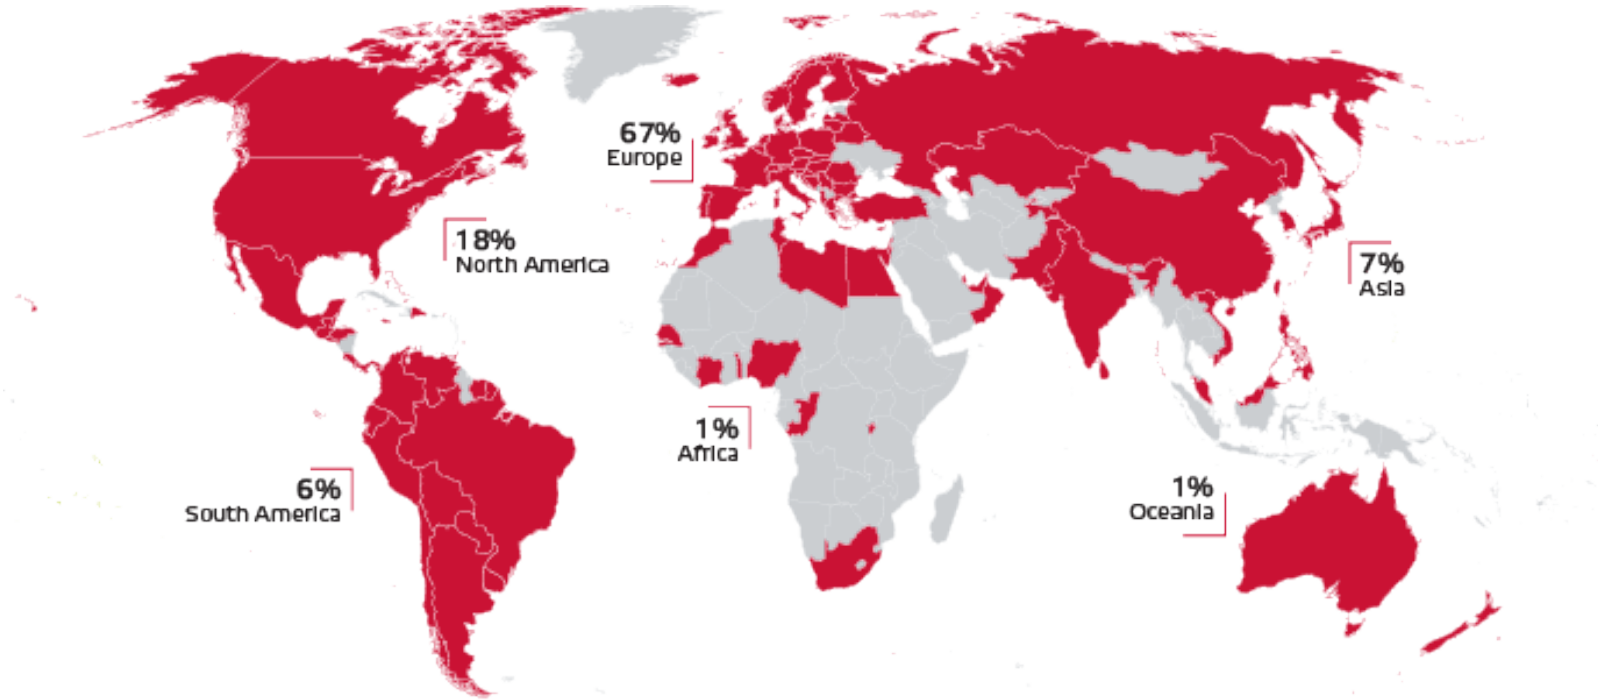 67%
Europe
18%
North America
7%
Asia
1%
Africa
6%
South America
1%
Oceania